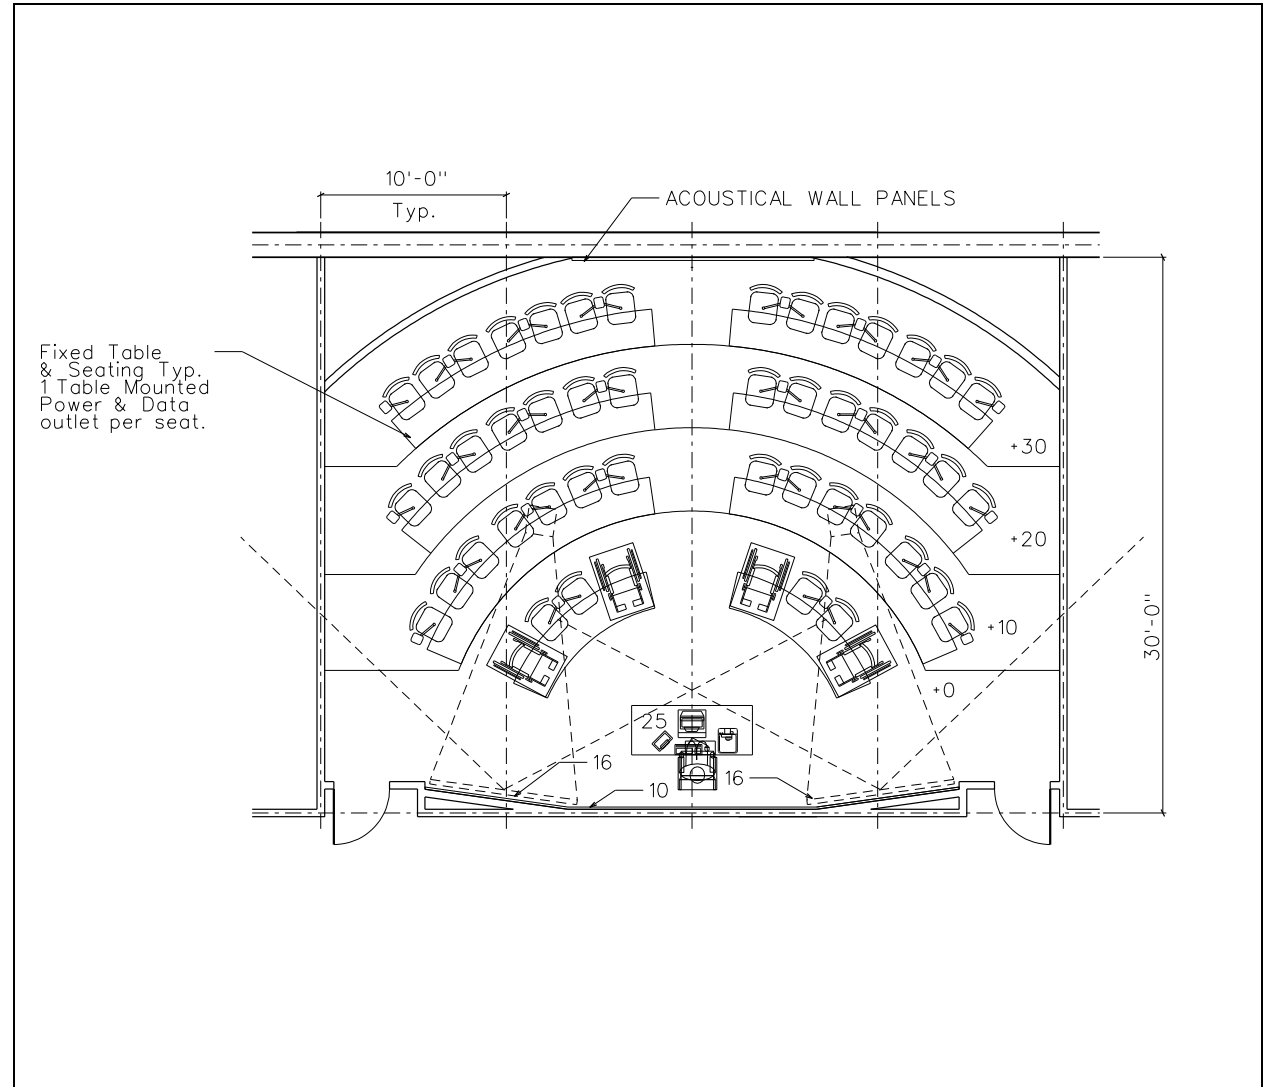 10'-0"
Typ.
ACOUSTICAL WALL PANELS
Fixed Table
& Seating Typ.
1 Table Mounted
Power & Data
outlet per seat.
+30
+20
+10
+0
30'-0"
25
16
16
10